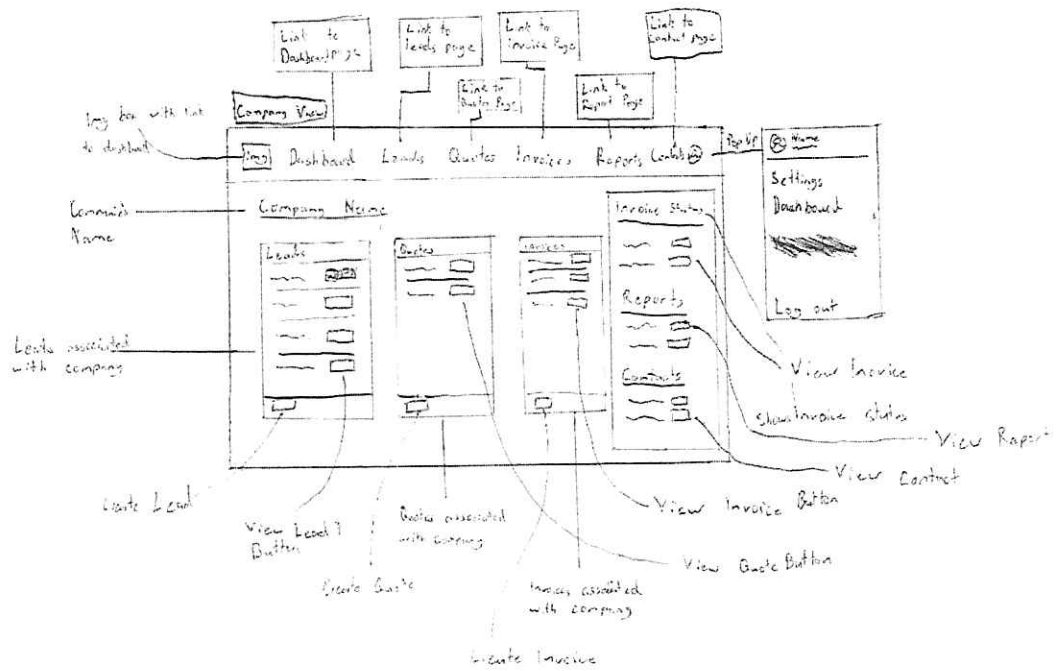 Link to
Dashboard page
Link to
leads page
Link to
invoice Page
Link to
Contact page
Link to
Quotes Page
Link to
Report Page
Company View
Img box with link
to dashboard
Img
Dashboard
Leads
Quotes
Invoices
Reports
Contacts
Pop Up
Name
Settings
Dashboard
Log out
Name
Company Name
Leads
Quotes
Invoices
Invoice Status
Reports
Contacts
Leads associated
with company
View Invoice
Shows Invoice Status
View Report
View Contact
Create Lead
View Lead
Button
Quotes associated
with company
View Invoice Button
View Quote Button
Create Quote
Invoices associated
with company
Create Invoice